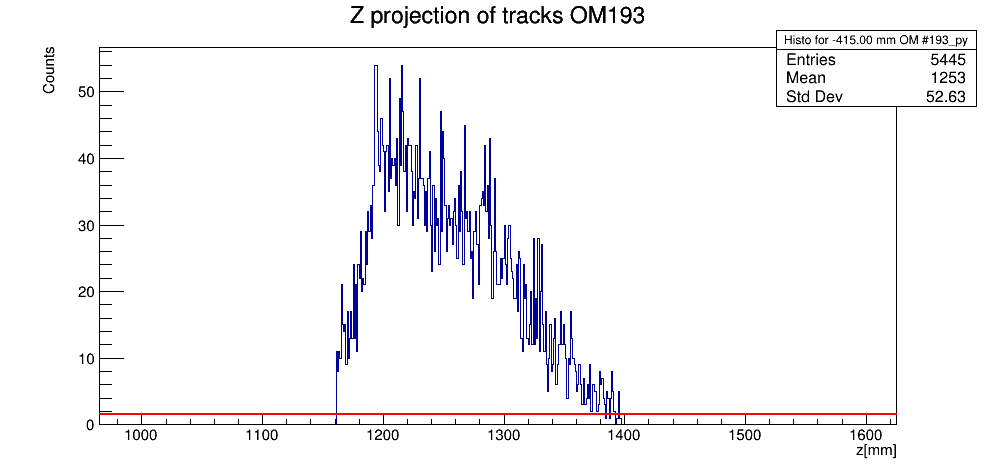 Z projection of tracks OM193
Histo for -415.00 mm OM #193_py
Entries 5445
Mean 1253
Std Dev 52.63
Counts
50
40
30
20
10
0
1000 1100 1200 1300 1400 1500 1600
z[mm]